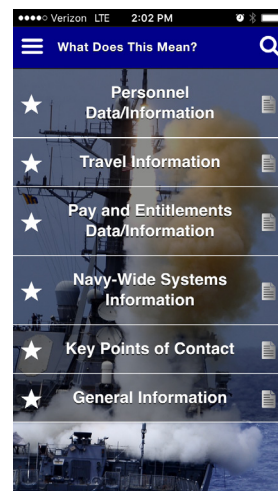 Verizon LTE 2:02 PM
What Does This Mean?
Personnel
Data/Information
Travel Information
Pay and Entitlements
Data/Information
Navy-Wide Systems
Information
Key Points of Contact
General Information